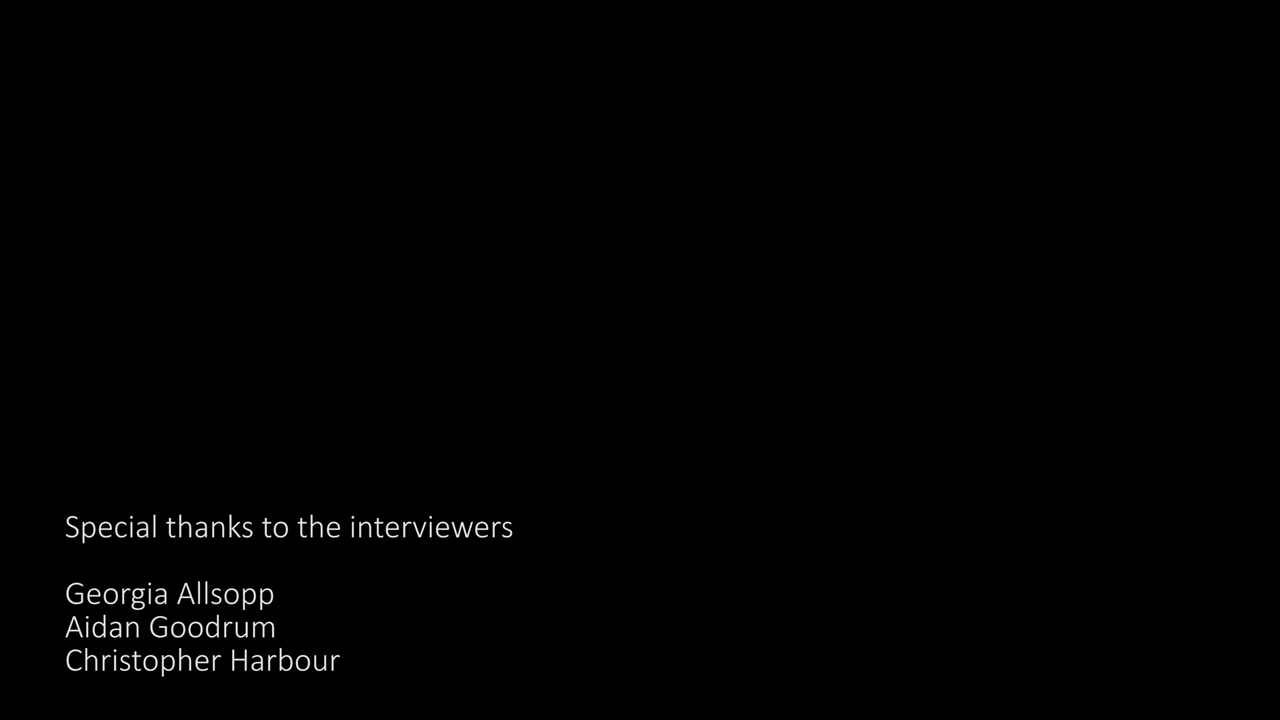 Special thanks to the interviewers
Georgia Allsopp
Aidan Goodrum
Christopher Harbour